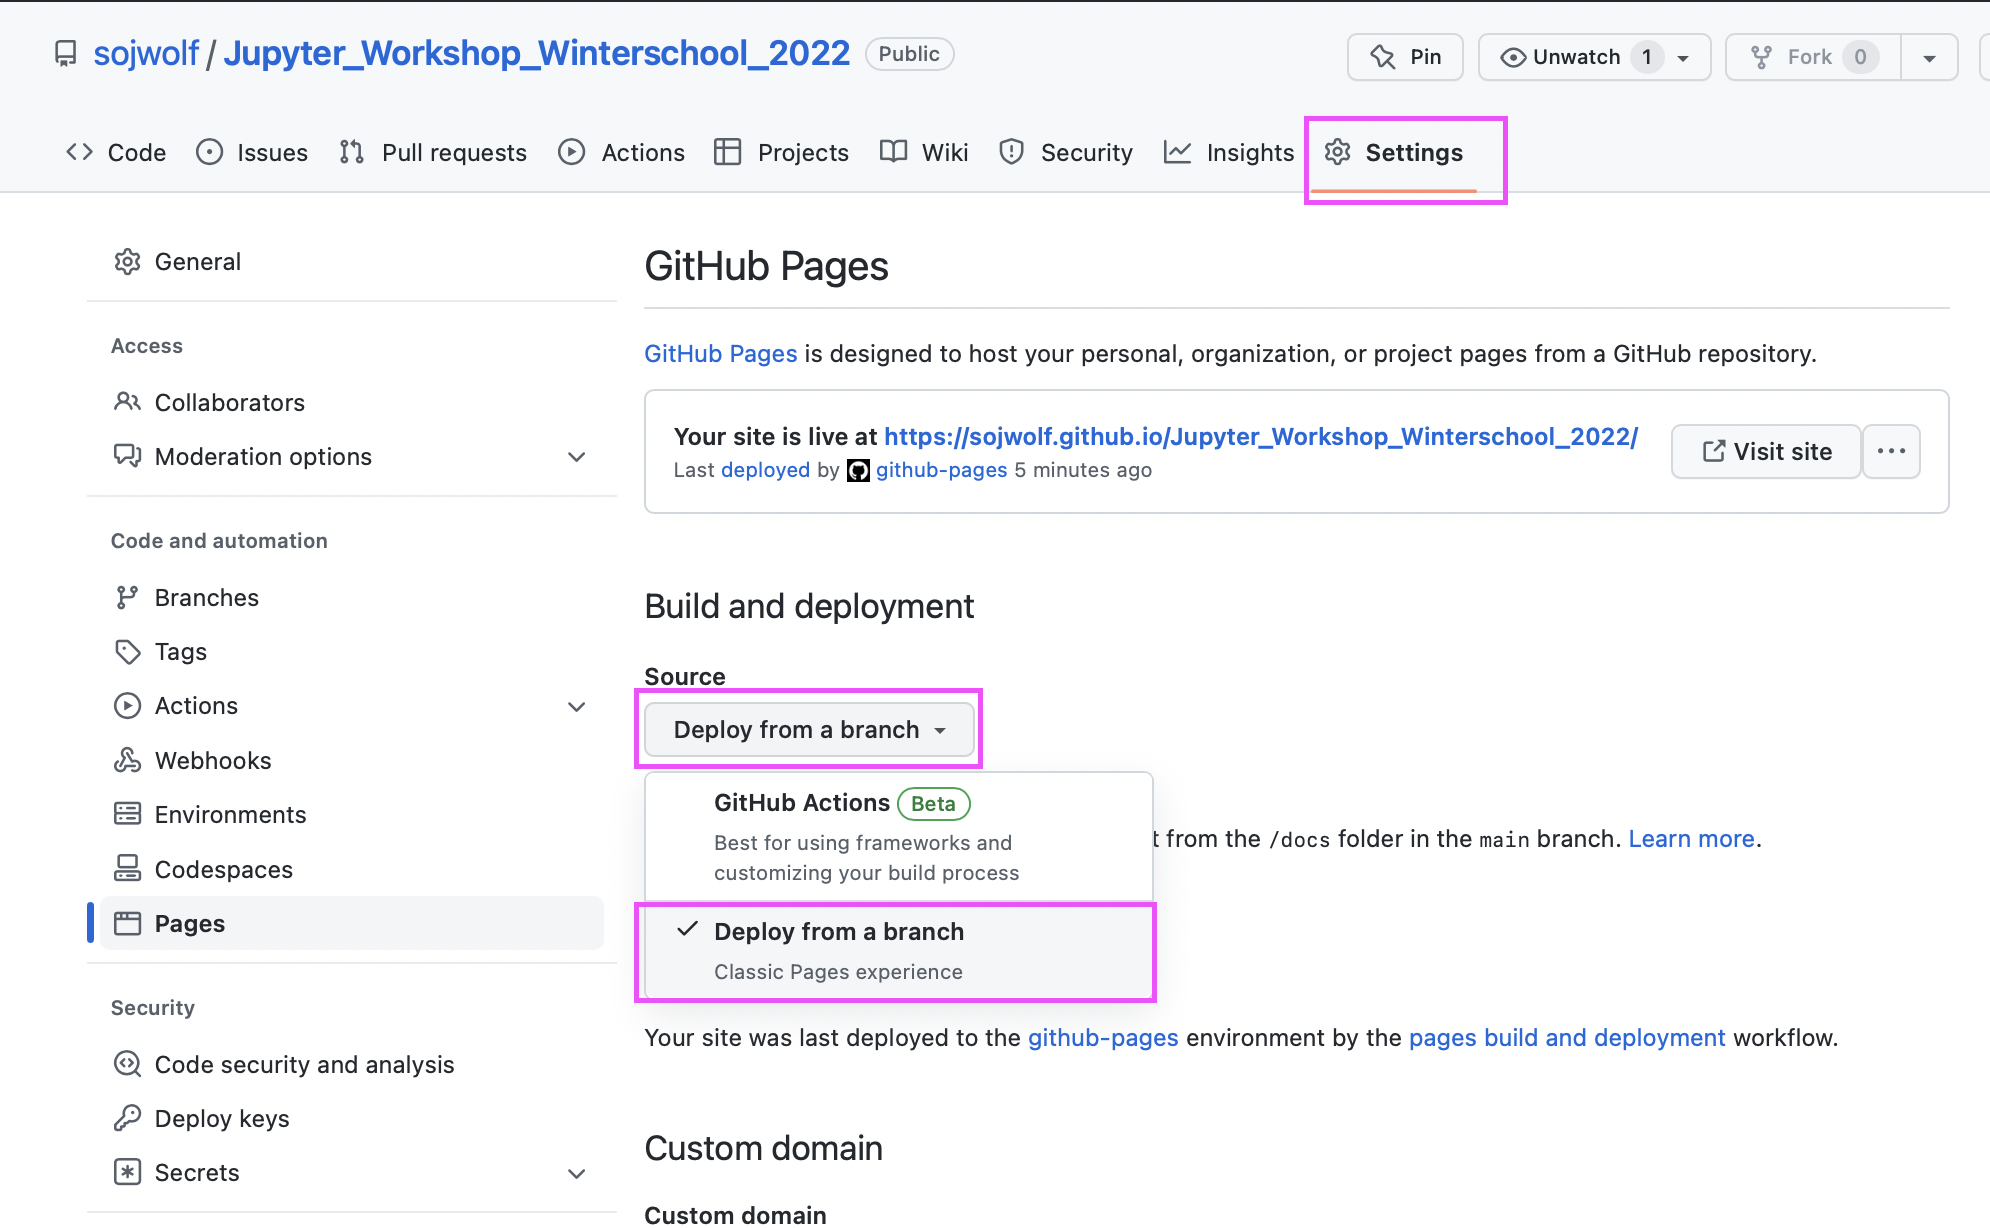 sojwolf / Jupyter_Workshop_Winterschool_2022 Public
Pin
Unwatch 1
Fork 0
Code
Issues
Pull requests
Actions
Projects
Wiki
Security
Insights
Settings
General
Access
Collaborators
Moderation options
Code and automation
Branches
Tags
Actions
Webhooks
Environments
Codespaces
Pages
Security
Code security and analysis
Deploy keys
Secrets
GitHub Pages
GitHub Pages is designed to host your personal, organization, or project pages from a GitHub repository.
Your site is live at https://sojwolf.github.io/Jupyter_Workshop_Winterschool_2022/
Last deployed by github-pages 5 minutes ago
Visit site
Build and deployment
Source
Deploy from a branch
GitHub Actions Beta
Best for using frameworks and
customizing your build process
t from the /docs folder in the main branch. Learn more.
Deploy from a branch
Classic Pages experience
Your site was last deployed to the github-pages environment by the pages build and deployment workflow.
Custom domain
Custom domain